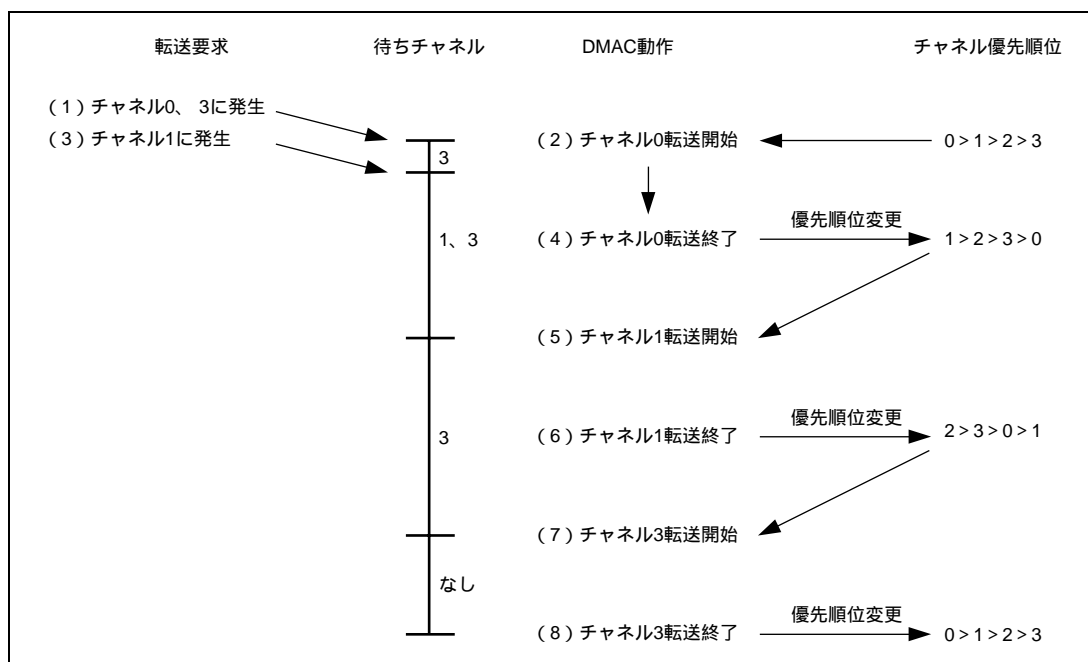 転送要求 待ちチャネル DMAC動作 チャネル優先順位
(1)チャネル0、3に発生
(3)チャネル1に発生
(2)チャネル0転送開始 0>1>2>3
3
優先順位変更
1、3 (4)チャネル0転送終了 1>2>3>0
(5)チャネル1転送開始
優先順位変更
3 (6)チャネル1転送終了 2>3>0>1
(7)チャネル3転送開始
なし
優先順位変更
(8)チャネル3転送終了 0>1>2>3